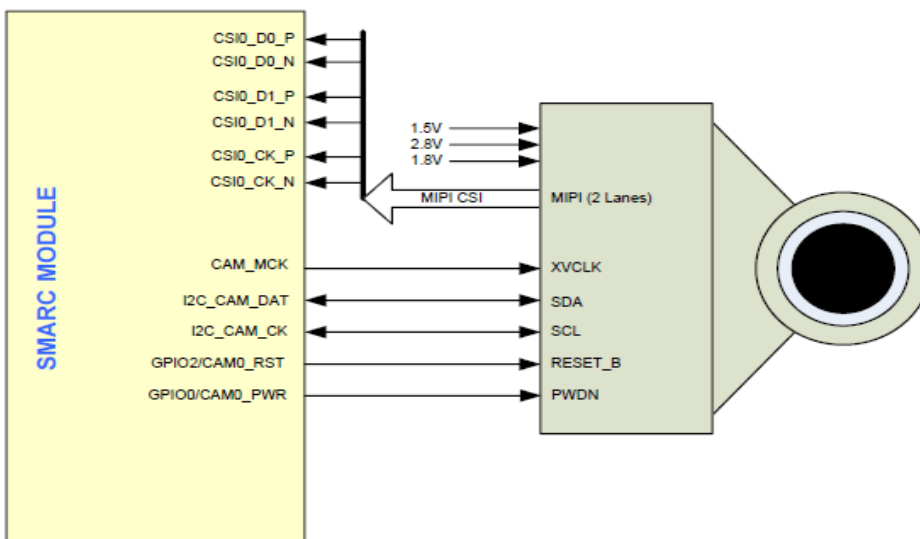 CSI0_D0_P
CSI0_D0_N
CSI0_D1_P
CSI0_D1_N
CSI0_CK_P
CSI0_CK_N
1.5V
2.8V
1.8V
MIPI CSI
MIPI (2 Lanes)
SMARC MODULE
CAM_MCK
XVCLK
I2C_CAM_DAT
SDA
I2C_CAM_CK
SCL
GPIO2/CAM0_RST
RESET_B
GPIO0/CAM0_PWR
PWDN